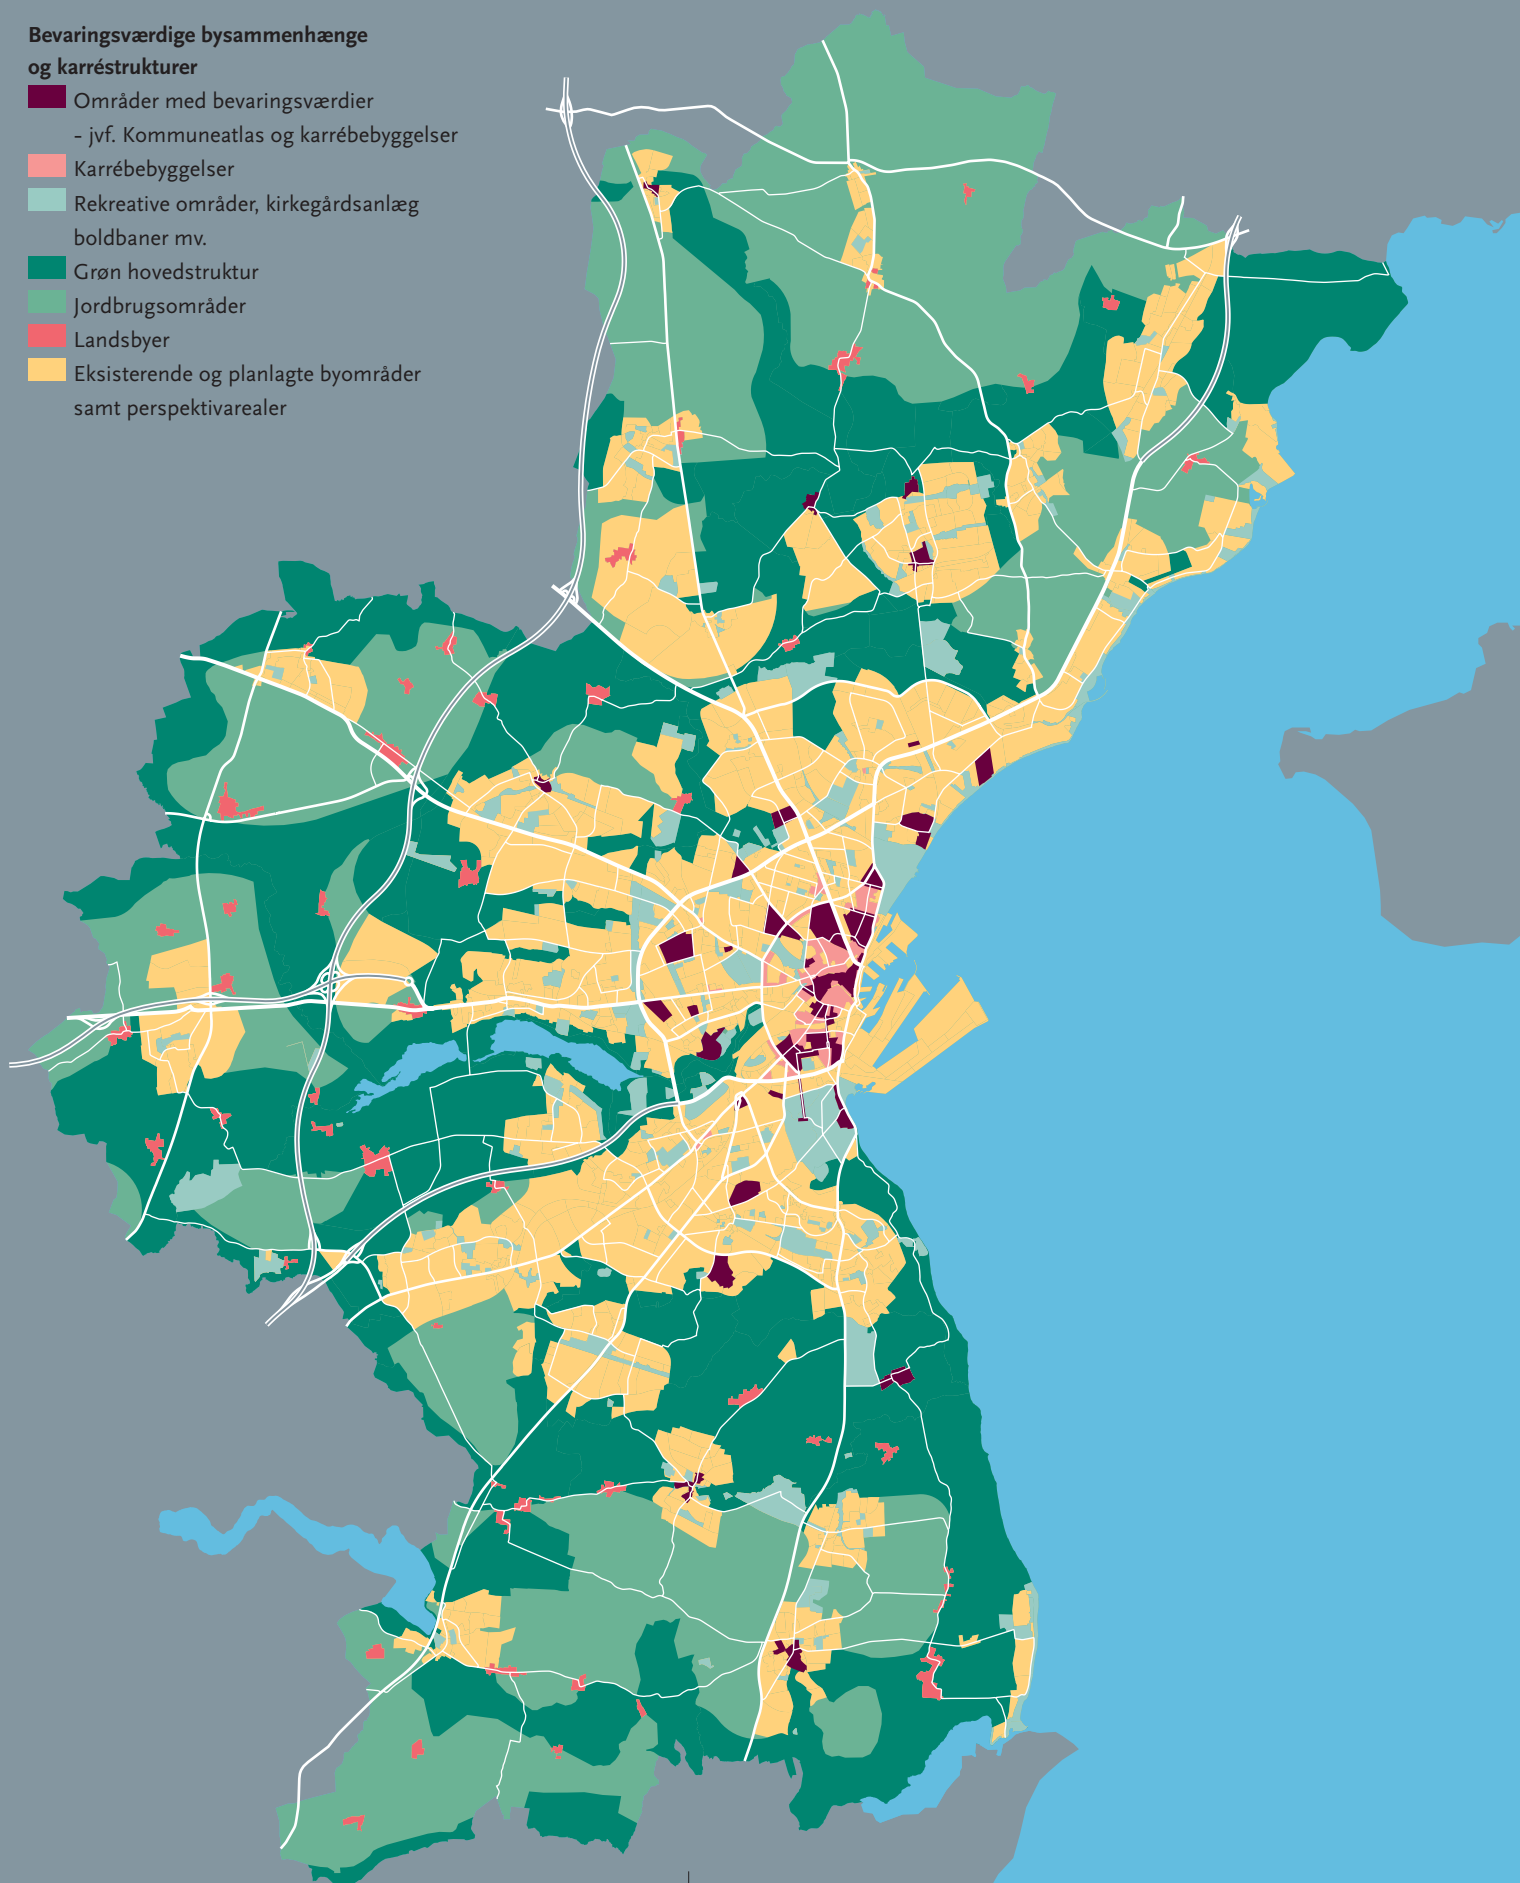 Bevaringsværdige bysammenhænge
og karréstrukturer
Områder med bevaringsværdier
- jvf. Kommuneatlas og karrébebyggelser
Karrébebyggelser
Rekreative områder, kirkegårdsanlæg
boldbaner mv.
Grøn hovedstruktur
Jordbrugsområder
Landsbyer
Eksisterende og planlagte byområder
samt perspektivarealer